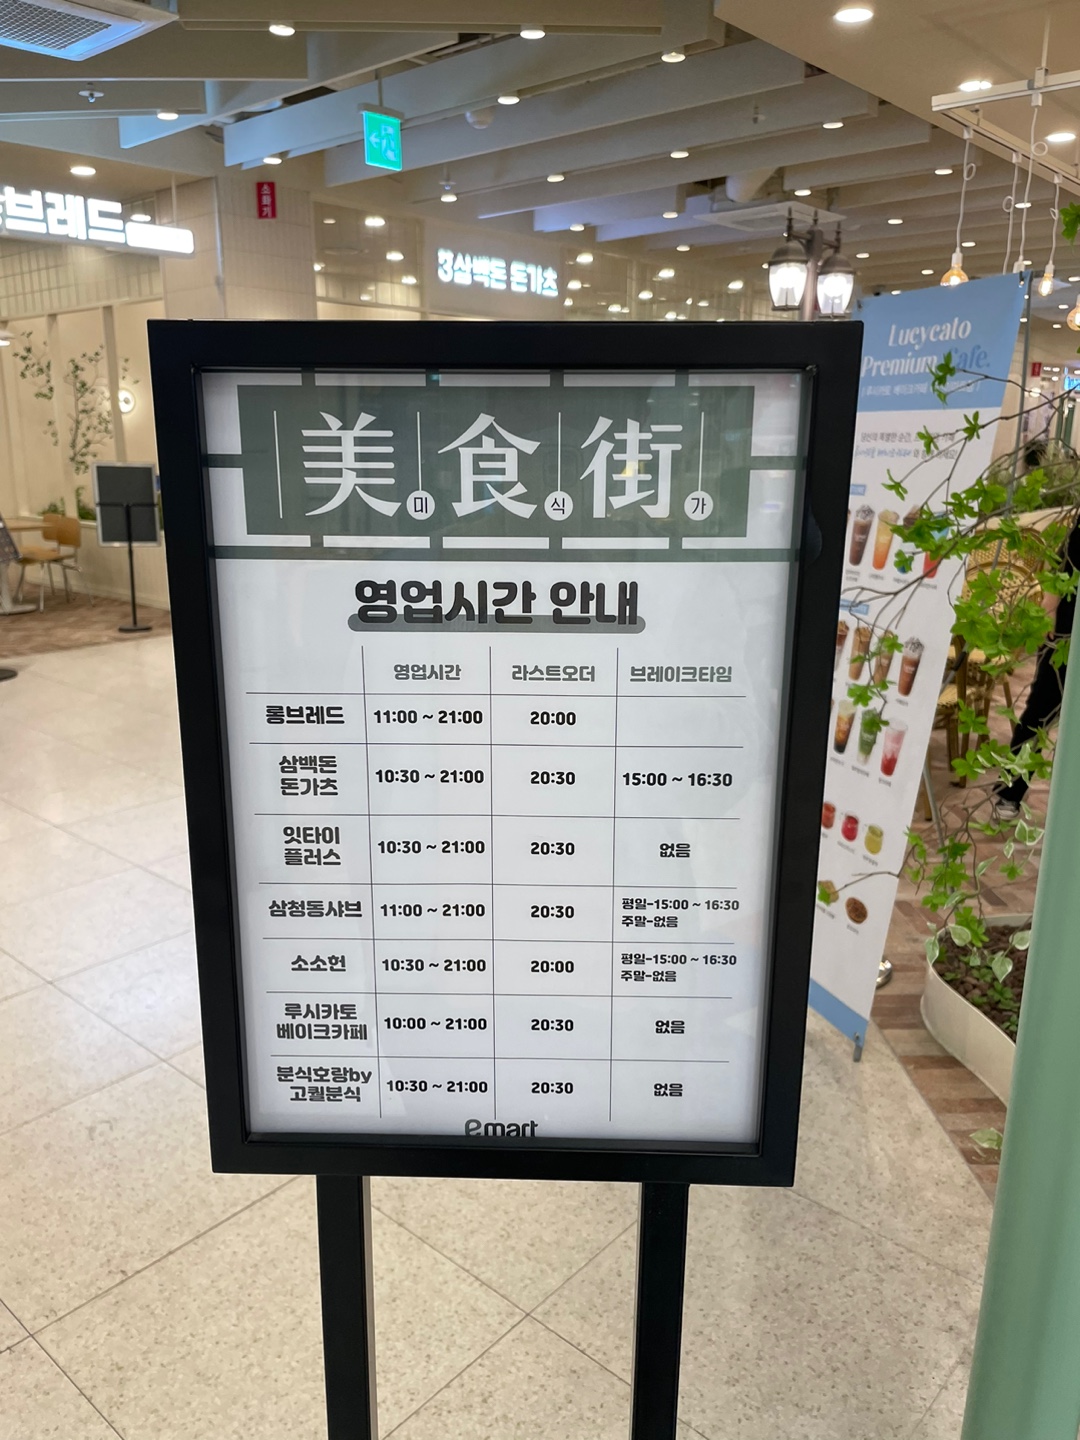 브레드
소화기
삼백돈 돈가츠
Lucycato
Premium Cafe.
美 食 街
미 식 가
영업시간 안내
영업시간 라스트오더 브레이크타임
롱브레드 11:00 ~ 21:00 20:00
삼백돈
돈가츠 10:30 ~ 21:00 20:30 15:00 ~ 16:30
잇타이
플러스 10:30 ~ 21:00 20:30 없음
삼청동샤브 11:00 ~ 21:00 20:30 평일-15:00 ~ 16:30
주말-없음
소소헌 10:30 ~ 21:00 20:00 평일-15:00 ~ 16:30
주말-없음
루시카토
베이크카페 10:00 ~ 21:00 20:30 없음
분식호랑by
고퀄분식 10:30 ~ 21:00 20:30 없음
emart